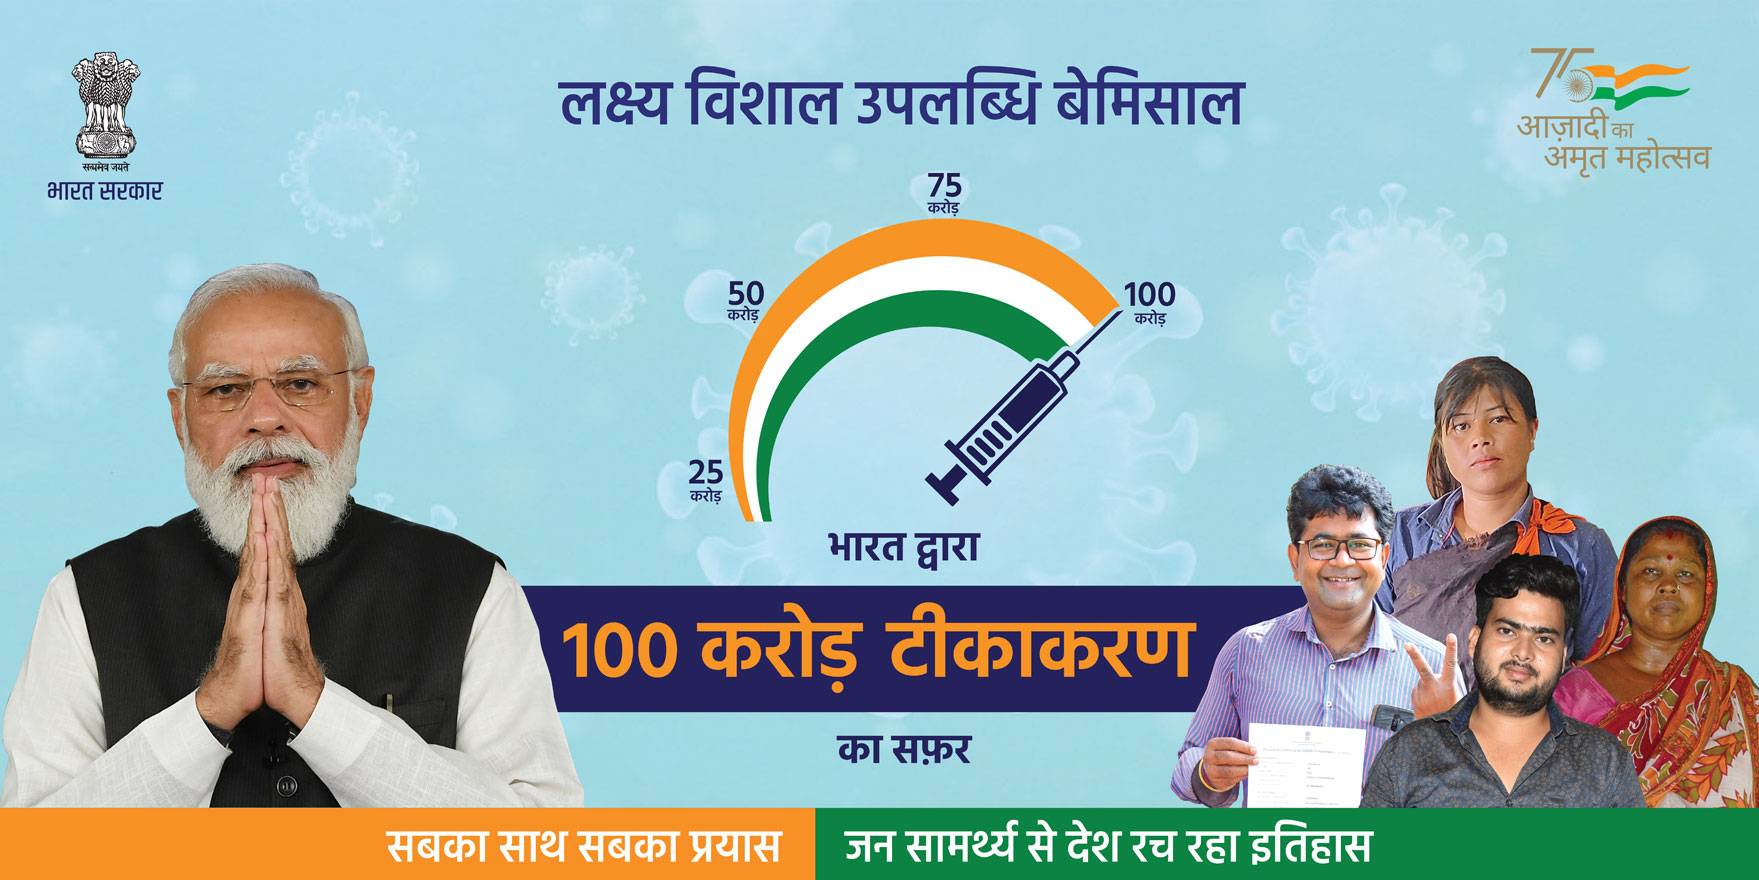 लक्ष्य विशाल उपलब्धि बेमिसाल
सत्यमेव जयते
भारत सरकार
75
आज़ादी का
अमृत महोत्सव
75
करोड़
50
करोड़
100
करोड़
25
करोड़
भारत द्वारा
100 करोड़ टीकाकरण
का सफ़र
सबका साथ सबका प्रयास
जन सामर्थ्य से देश रच रहा इतिहास